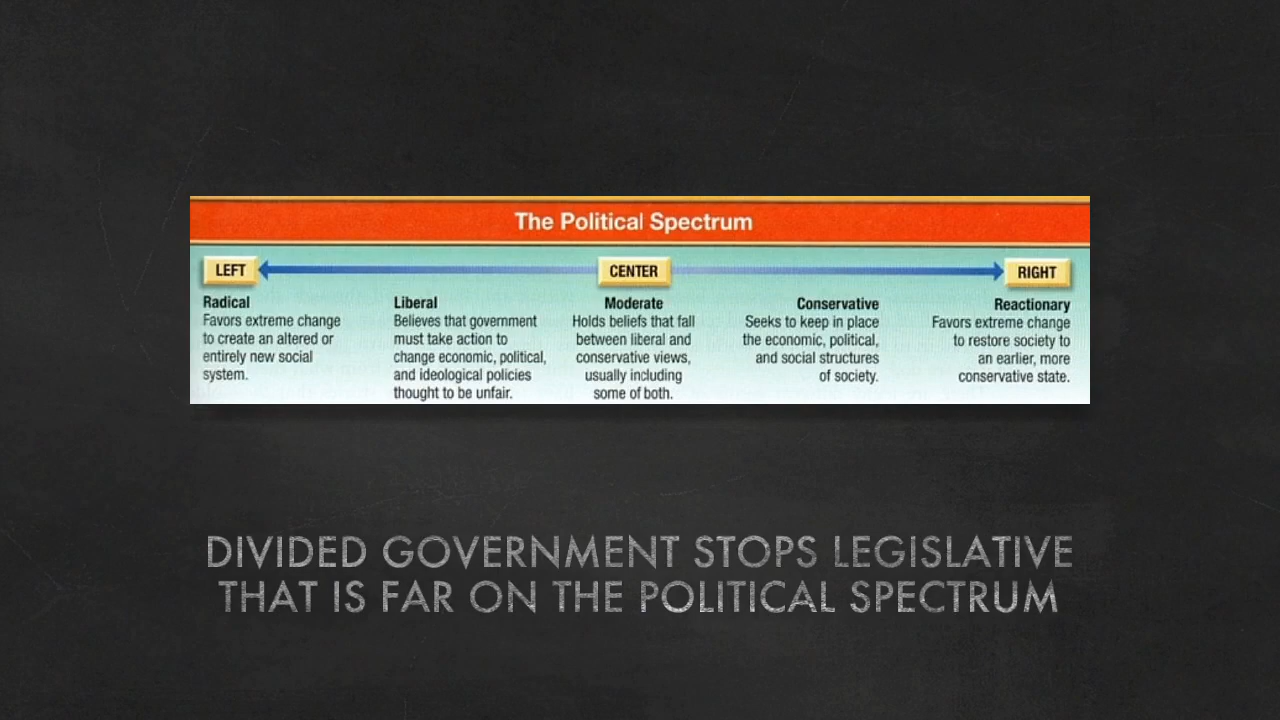 The Political Spectrum
LEFT
CENTER
RIGHT
Radical
Favors extreme change
to create an altered or
entirely new social
system.
Liberal
Believes that government
must take action to
change economic, political,
and ideological policies
thought to be unfair.
Moderate
Holds beliefs that fall
between liberal and
conservative views,
usually including
some of both.
Conservative
Seeks to keep in place
the economic, political,
and social structures
of society.
Reactionary
Favors extreme change
to restore society to
an earlier, more
conservative state.
DIVIDED GOVERNMENT STOPS LEGISLATIVE
THAT IS FAR ON THE POLITICAL SPECTRUM